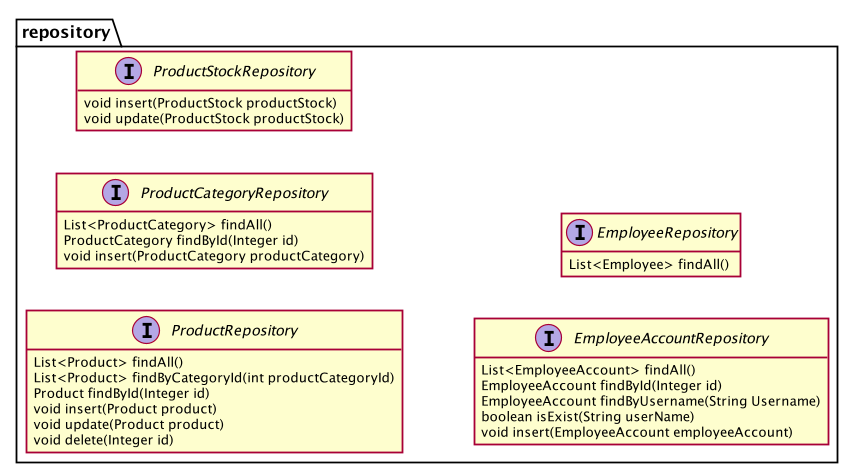 repository
I ProductStockRepository
void insert(ProductStock productStock)
void update(ProductStock productStock)
I ProductCategoryRepository
List<ProductCategory> findAll()
ProductCategory findById(Integer id)
void insert(ProductCategory productCategory)
I EmployeeRepository
List<Employee> findAll()
I ProductRepository
List<Product> findAll()
List<Product> findByCategoryId(int productCategoryId)
Product findById(Integer id)
void insert(Product product)
void update(Product product)
void delete(Integer id)
I EmployeeAccountRepository
List<EmployeeAccount> findAll()
EmployeeAccount findById(Integer id)
EmployeeAccount findByUsername(String Username)
boolean isExist(String userName)
void insert(EmployeeAccount employeeAccount)